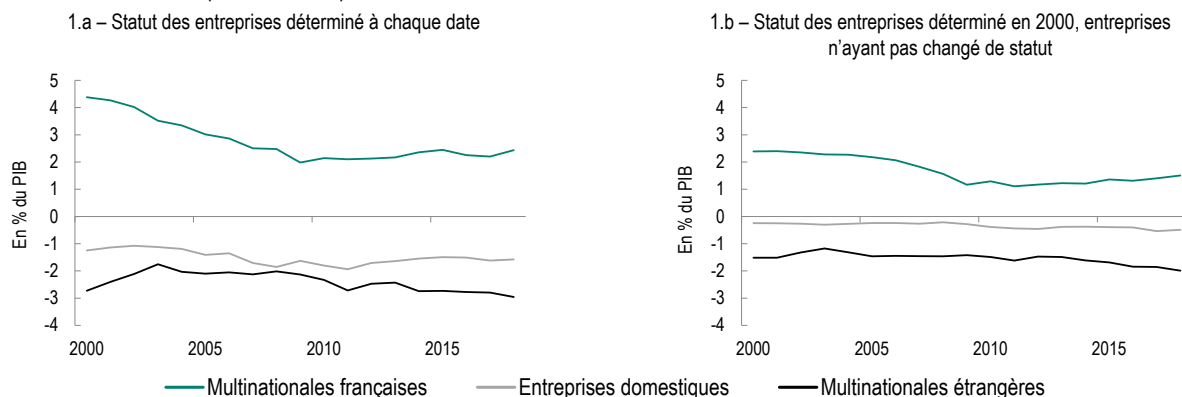 1.a – Statut des entreprises déterminé à chaque date
En % du PIB
5
4
3
2
1
0
-1
-2
-3
-4
2000 2005 2010 2015
1.b – Statut des entreprises déterminé en 2000, entreprises
n'ayant pas changé de statut
En % du PIB
5
4
3
2
1
0
-1
-2
-3
-4
2000 2005 2010 2015
Multinationales françaises Entreprises domestiques Multinationales étrangères